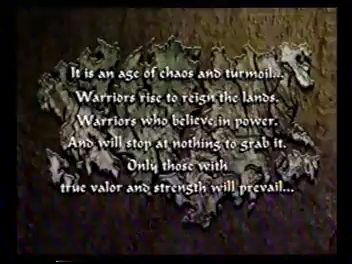 It is an age of chaos and turmoil...
Warriors rise to reign the lands.
Warriors who believe in power.
And will stop at nothing to grab it.
Only those with
true valor and strength will prevail...